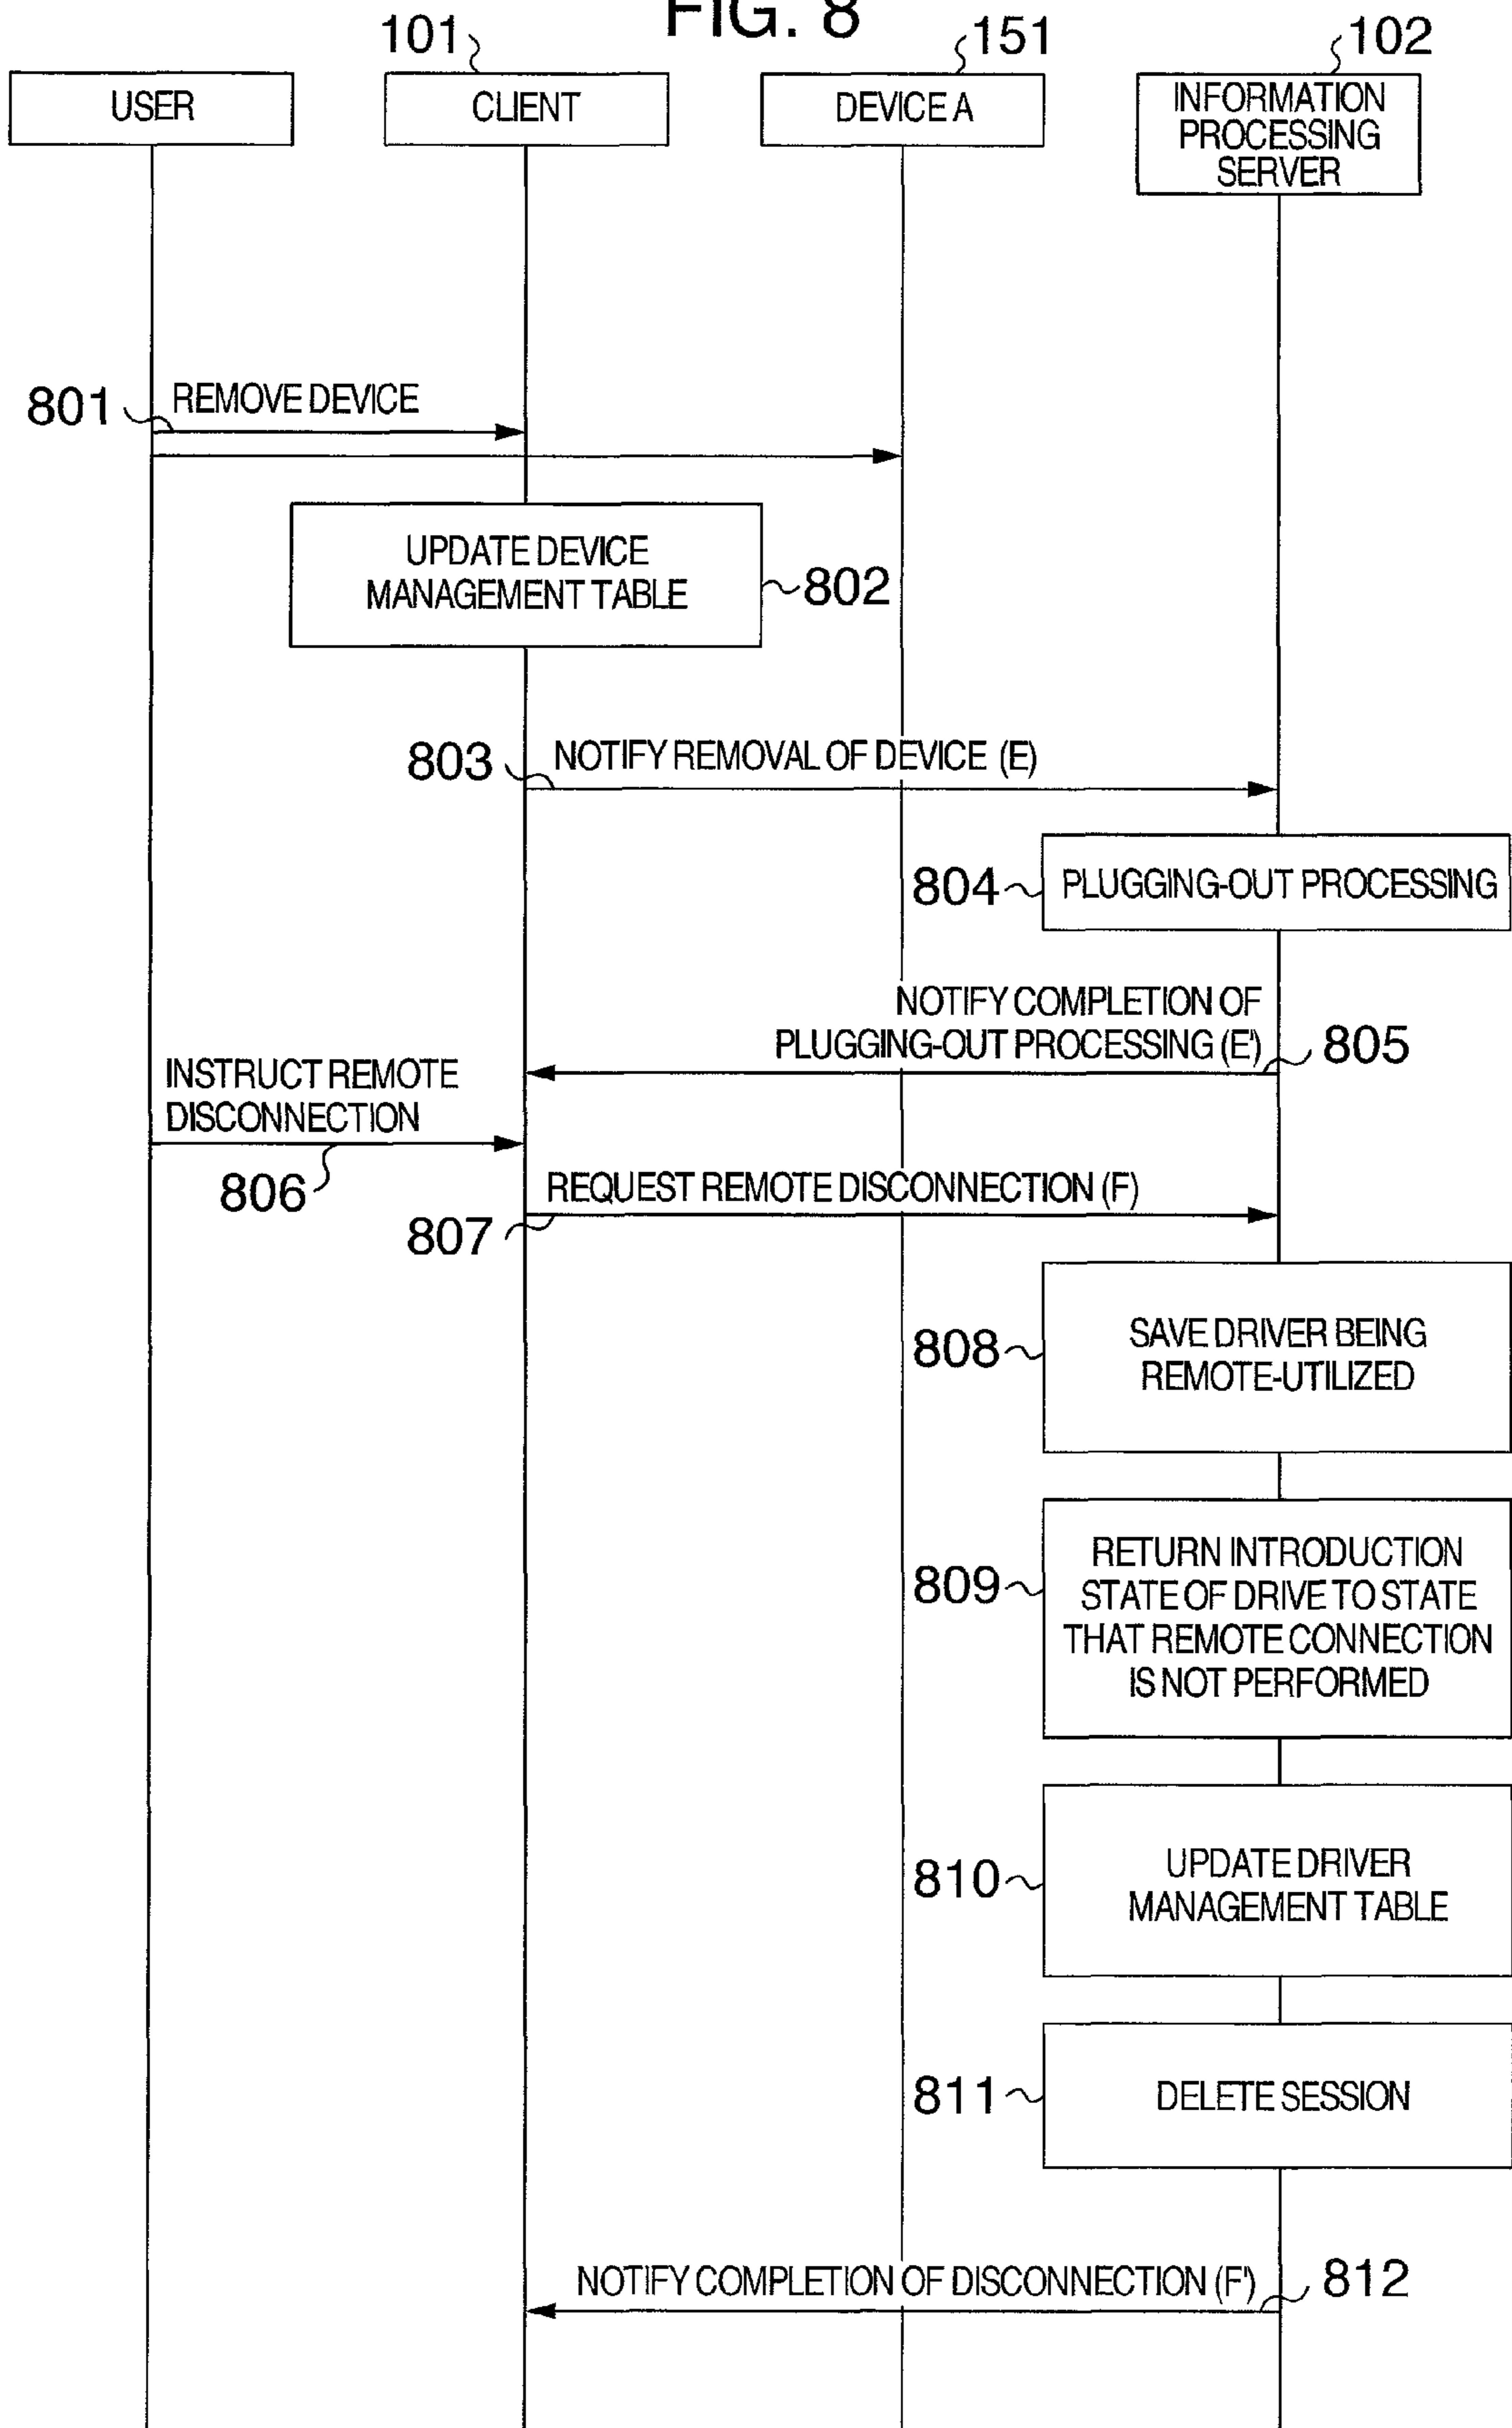 FIG. 8
101
151
102
USER
CLIENT
DEVICE A
INFORMATION
PROCESSING
SERVER
801
REMOVE DEVICE
UPDATE DEVICE
MANAGEMENT TABLE
802
803
NOTIFY REMOVAL OF DEVICE (E)
804
PLUGGING-OUT PROCESSING
NOTIFY COMPLETION OF
PLUGGING-OUT PROCESSING (E')
805
INSTRUCT REMOTE
DISCONNECTION
806
REQUEST REMOTE DISCONNECTION (F)
807
808
SAVE DRIVER BEING
REMOTE-UTILIZED
809
RETURN INTRODUCTION
STATE OF DRIVE TO STATE
THAT REMOTE CONNECTION
IS NOT PERFORMED
810
UPDATE DRIVER
MANAGEMENT TABLE
811
DELETE SESSION
NOTIFY COMPLETION OF DISCONNECTION (F')
812